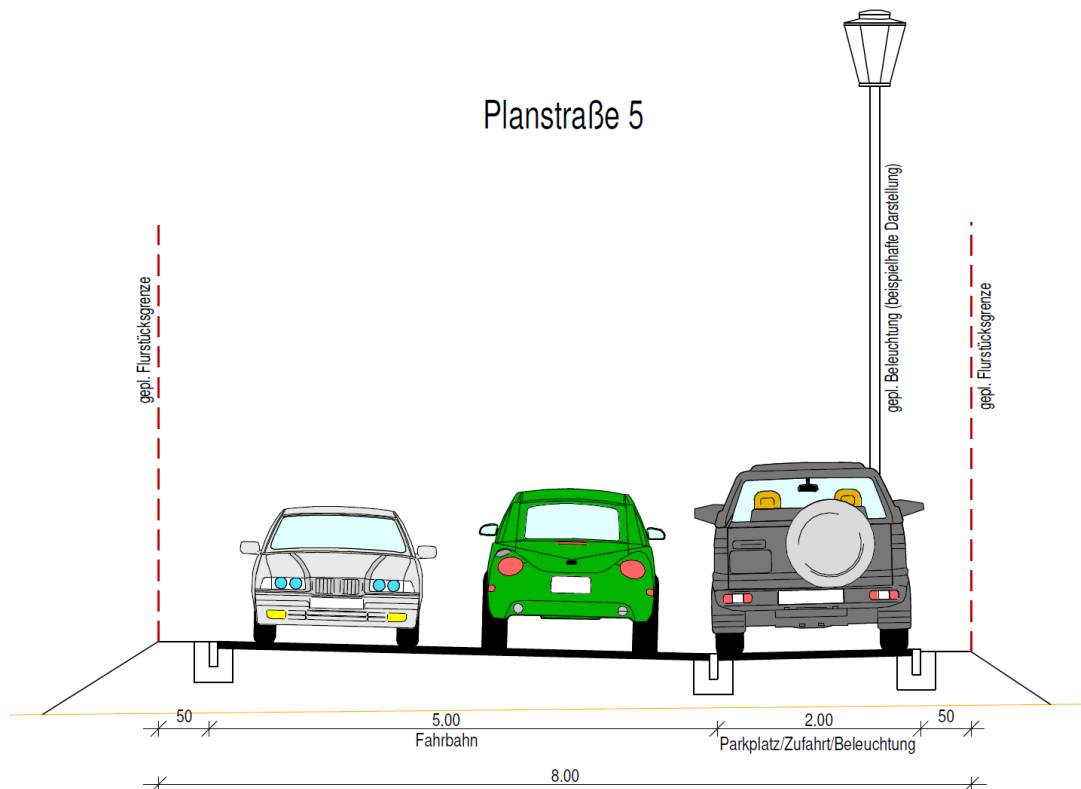 Planstraße 5
gepl. Flurstücksgrenze
gepl. Beleuchtung (beispielhafte Darstellung)
gepl. Flurstücksgrenze
50
5.00
2.00
50
Fahrbahn
Parkplatz/Zufahrt/Beleuchtung
8.00